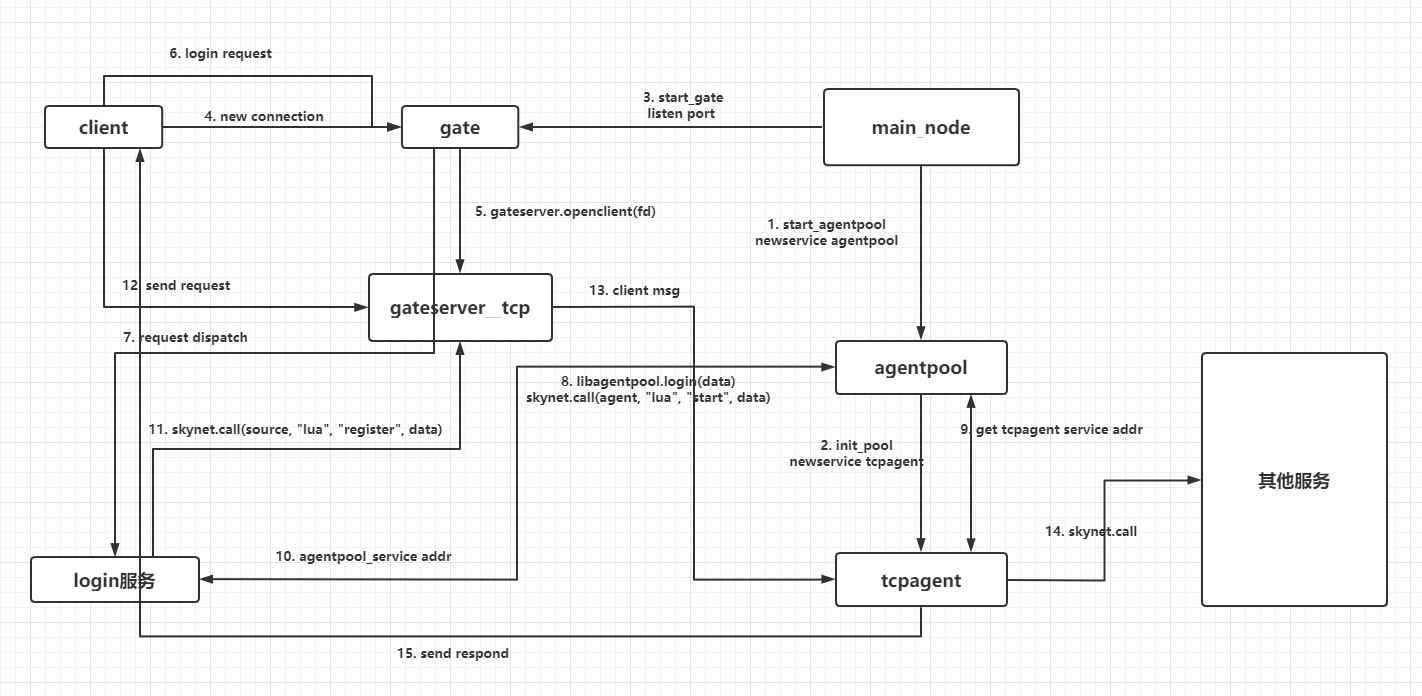 6. login request
client
4. new connection
gate
3. start_gate
listen port
main_node
5. gateserver.openclient(fd)
1. start_agentpool
newservice agentpool
12. send request
gateserver__tcp
13. client msg
7. request dispatch
8. libagentpool.login(data)
skynet.call(agent, "lua", "start", data)
agentpool
11. skynet.call(source, "lua", "register", data)
2. init_pool
newservice tcpagent
9. get tcpagent service addr
其他服务
14. skynet.call
10. agentpool_service addr
login服务
tcpagent
15. send respond